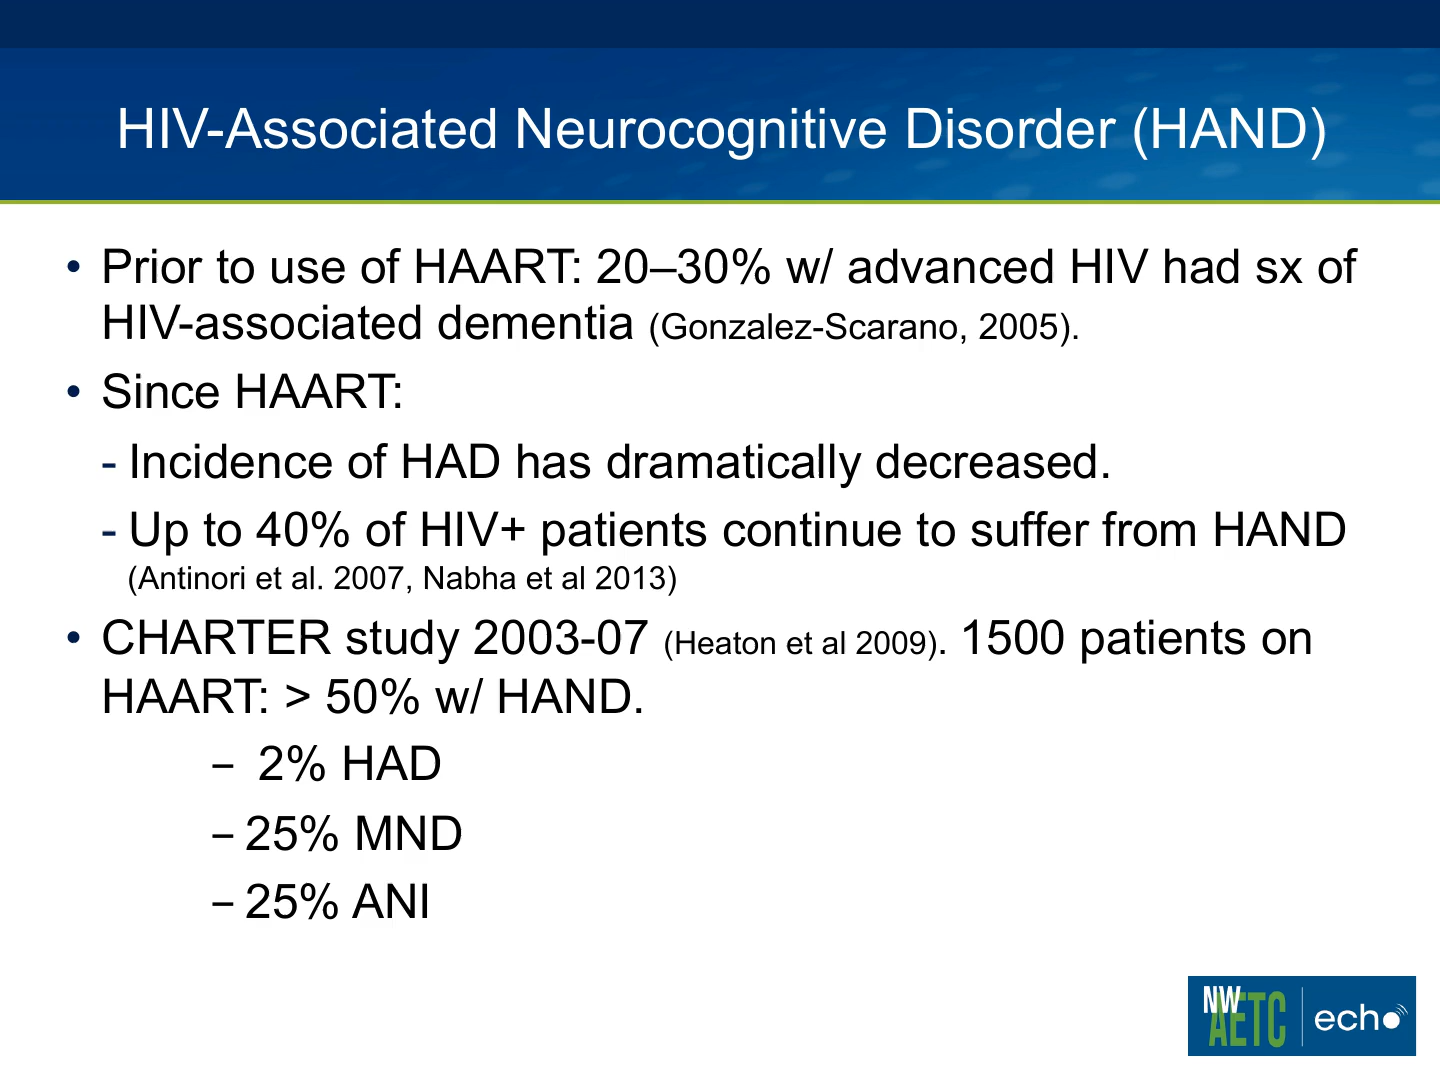 HIV-Associated Neurocognitive Disorder (HAND)
• Prior to use of HAART: 20–30% w/ advanced HIV had sx of
HIV-associated dementia (Gonzalez-Scarano, 2005).
• Since HAART:
- Incidence of HAD has dramatically decreased.
- Up to 40% of HIV+ patients continue to suffer from HAND
(Antinori et al. 2007, Nabha et al 2013)
• CHARTER study 2003-07 (Heaton et al 2009). 1500 patients on
HAART: > 50% w/ HAND.
– 2% HAD
– 25% MND
– 25% ANI
NW AETC echo